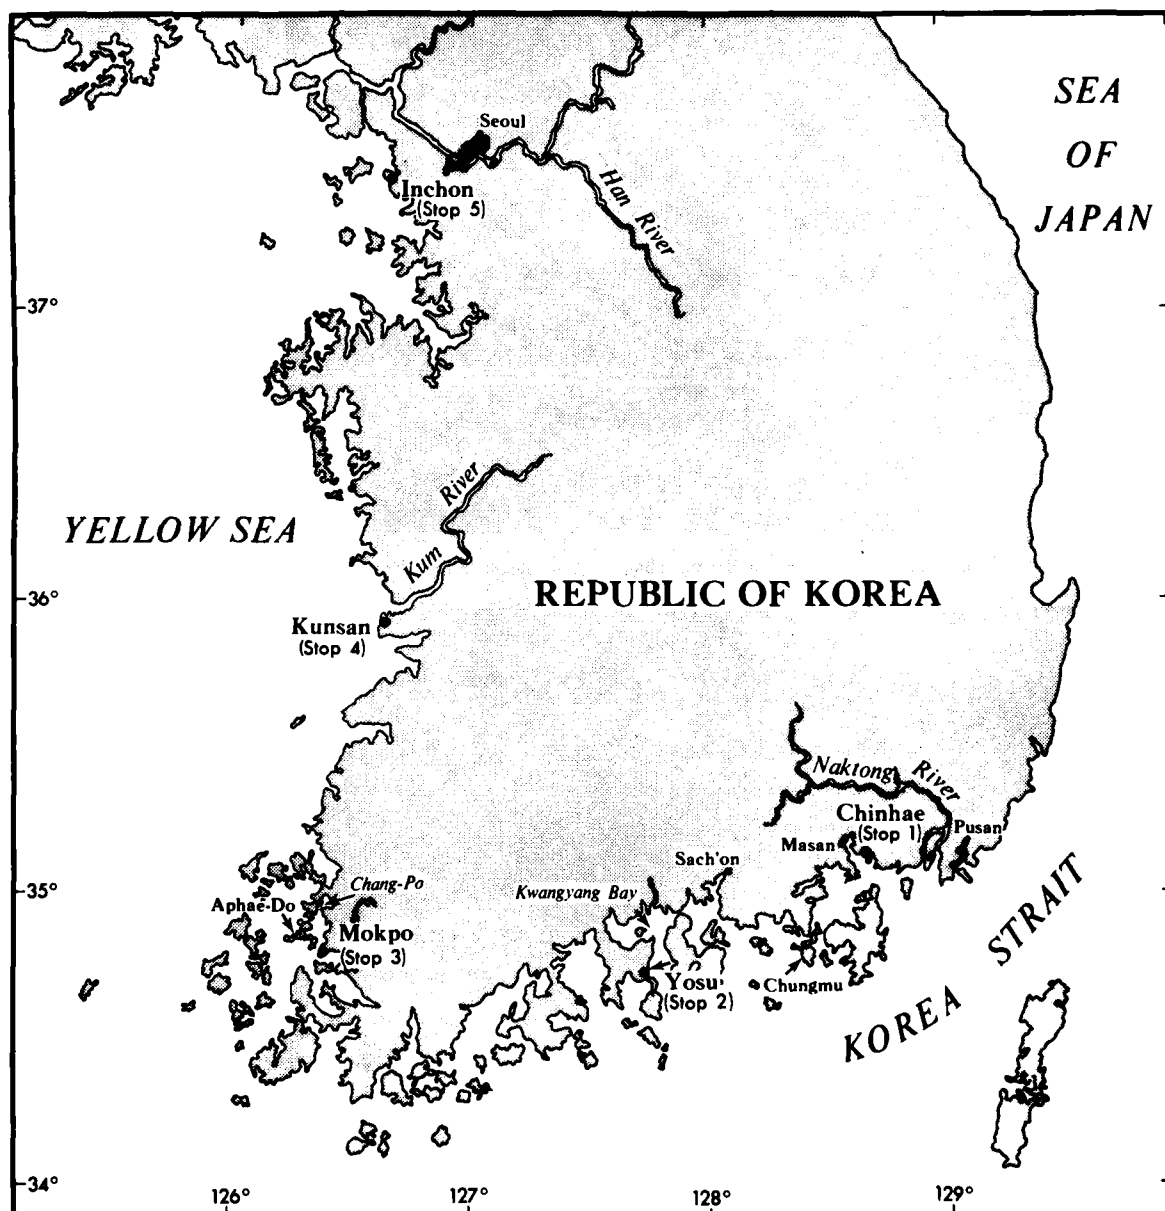 SEA
OF
JAPAN
Seoul
Inchon
(Stop 5)
Han River
37°
YELLOW SEA
Kum River
36°
REPUBLIC OF KOREA
Kunsan
(Stop 4)
Naktong River
Chinhae
(Stop 1)
Pusan
Masan
Sach'on
35°
Chang-Po
Kwangyang Bay
Aphae-Do
Mokpo
(Stop 3)
Yosu
(Stop 2)
Chungmu
KOREA STRAIT
34°
126°
127°
128°
129°